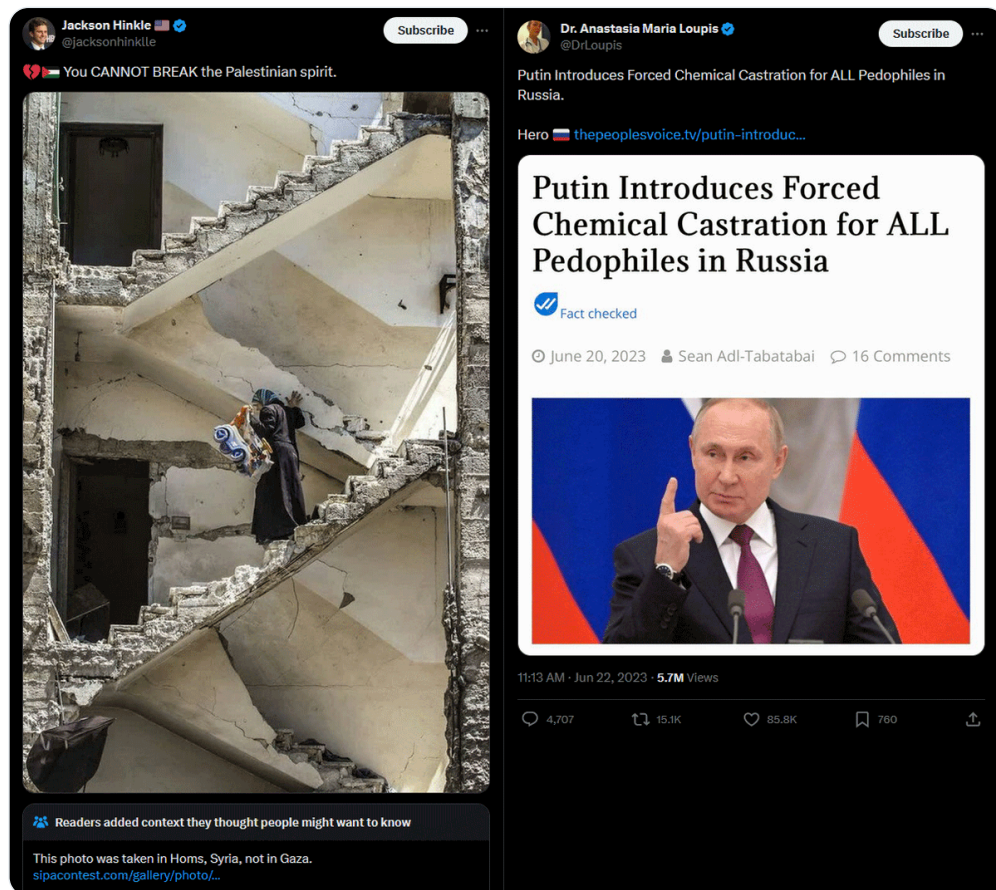 Jackson Hinkle 🇺🇸
@jacksonhinklle
Subscribe
💔🇵🇸 You CANNOT BREAK the Palestinian spirit.
Readers added context they thought people might want to know
This photo was taken in Homs, Syria, not in Gaza.
sipacontest.com/gallery/photo/...
Dr. Anastasia Maria Loupis
@DrLoupis
Subscribe
Putin Introduces Forced Chemical Castration for ALL Pedophiles in
Russia.
Hero 🇷🇺 thepeoplesvoice.tv/putin-introduc...
Putin Introduces Forced
Chemical Castration for ALL
Pedophiles in Russia
Fact checked
June 20, 2023 Sean Adl-Tabatabai 16 Comments
11:13 AM · Jun 22, 2023 · 5.7M Views
4,707 15.1K 85.8K 760